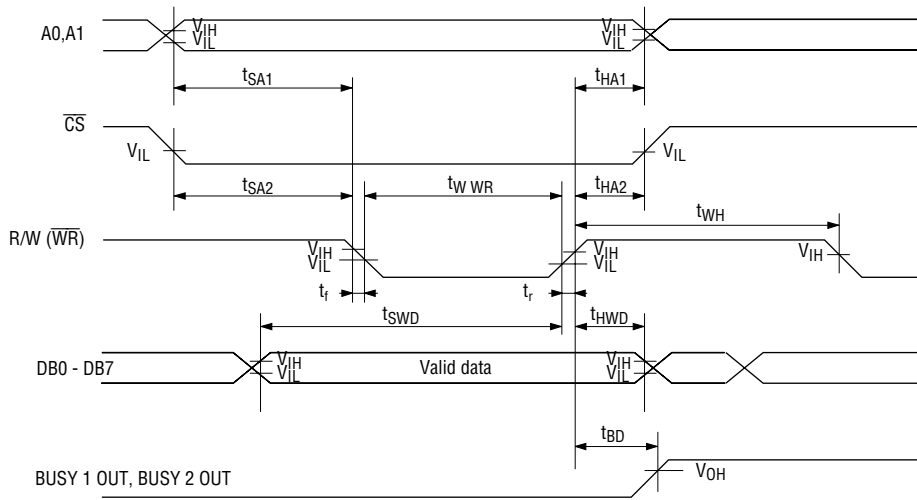 A0,A1
VIH
VIL
VIH
VIL
tSA1
tHA1
CS
VIL
VIL
tSA2
tW WR
tHA2
tWH
R/W (WR)
VIH
VIL
VIH
VIL
VIH
tf
tr
tSWD
tHWD
DB0 - DB7
VIH
VIL
Valid data
VIH
VIL
tBD
BUSY 1 OUT, BUSY 2 OUT
VOH